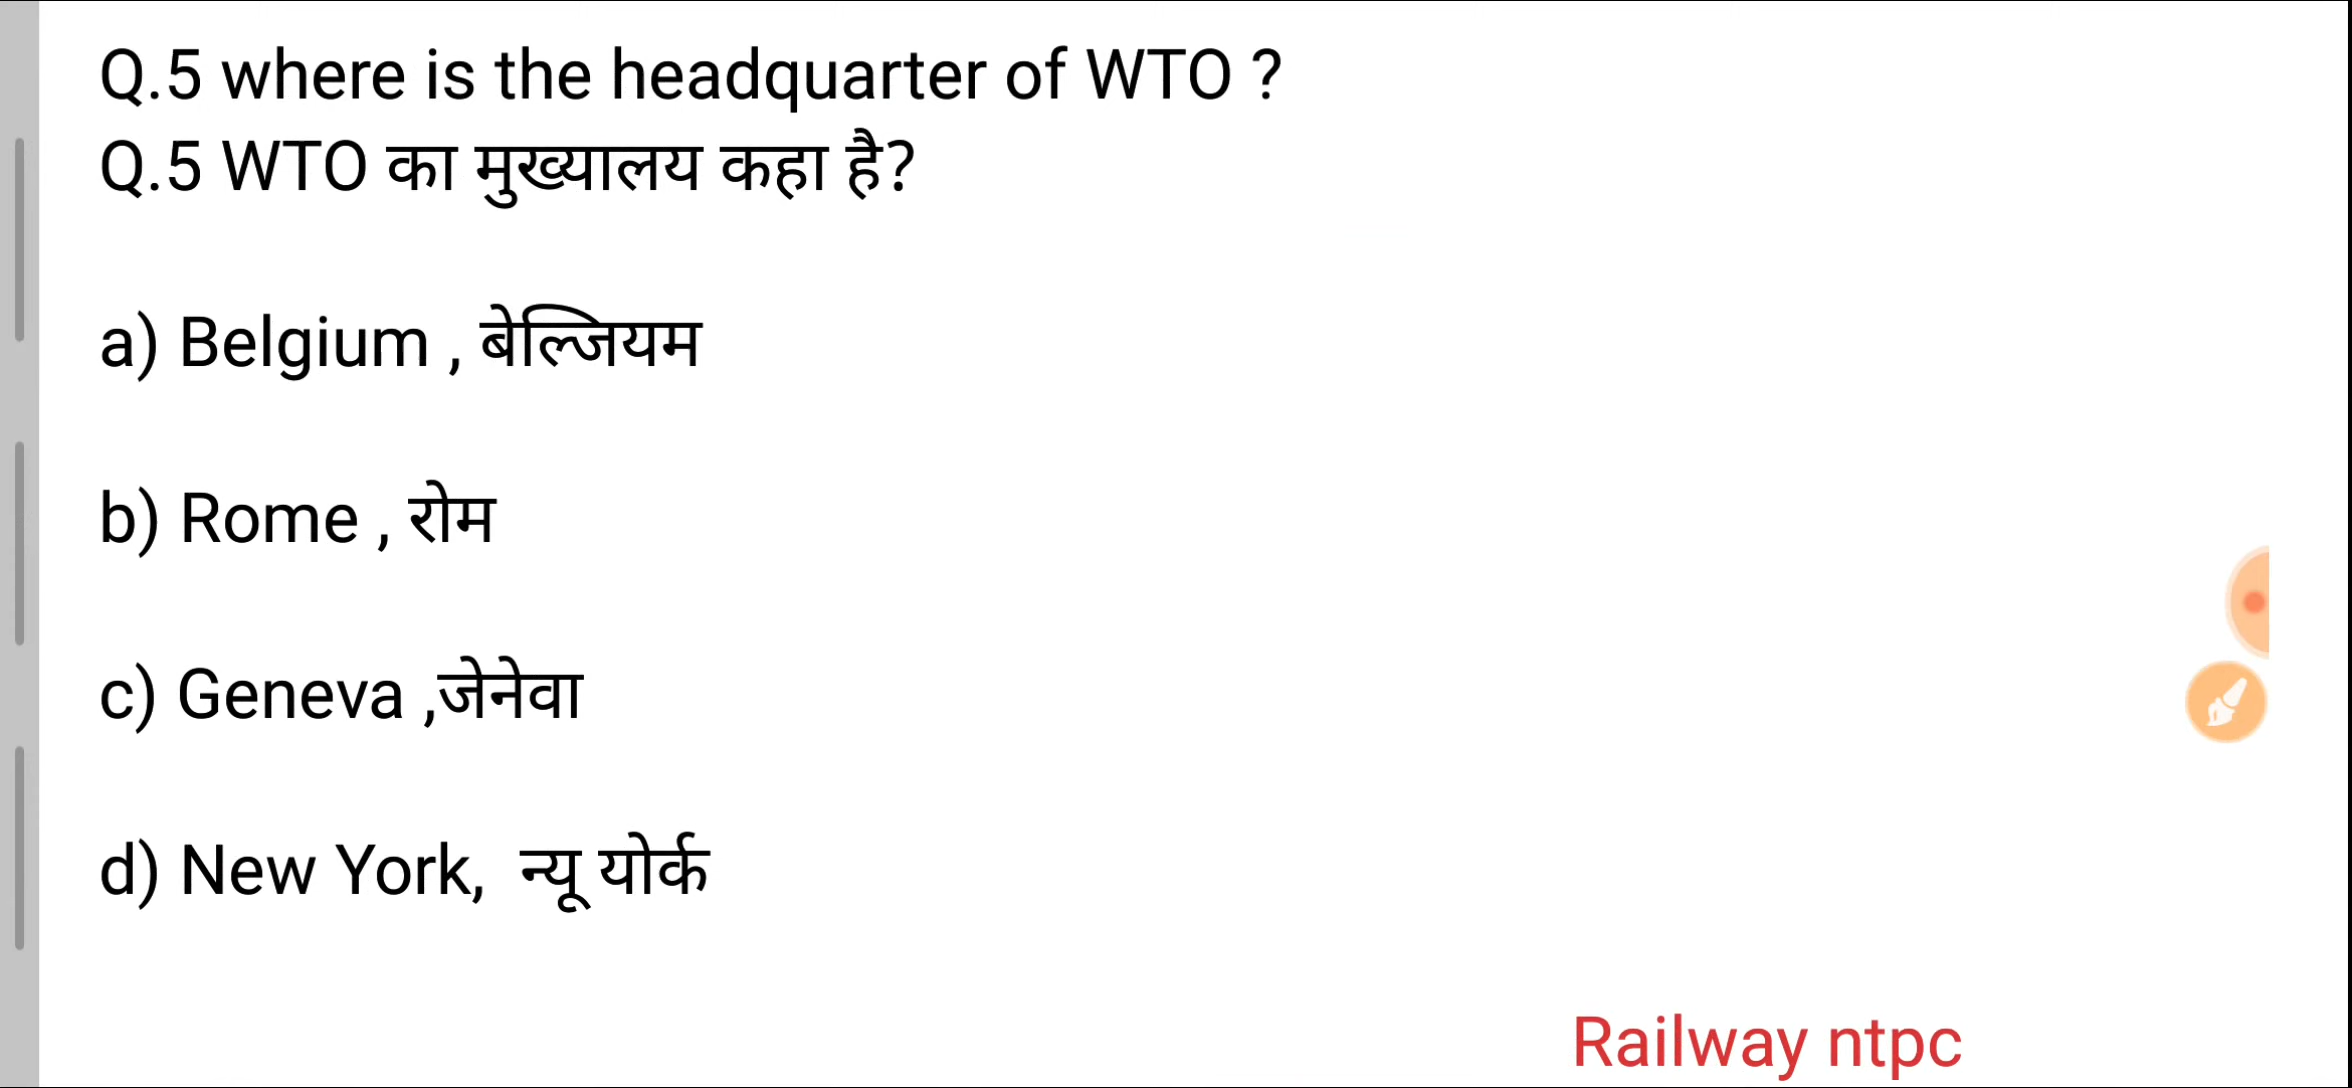 Q.5 where is the headquarter of WTO ?
Q.5 WTO का मुख्यालय कहा है?
a) Belgium , बेल्जियम
b) Rome , रोम
c) Geneva ,जेनेवा
d) New York, न्यू योर्क
Railway ntpc